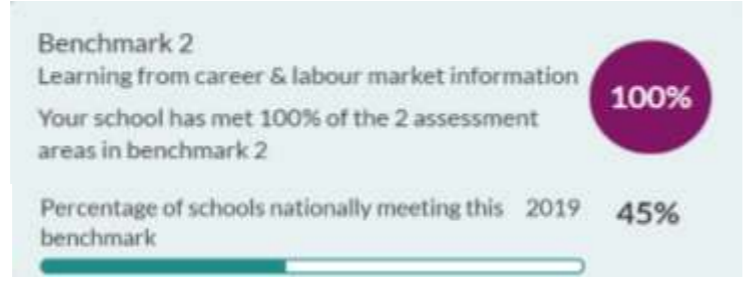 Benchmark 2
Learning from career & labour market information
100%
Your school has met 100% of the 2 assessment
areas in benchmark 2
Percentage of schools nationally meeting this 2019 45%
benchmark